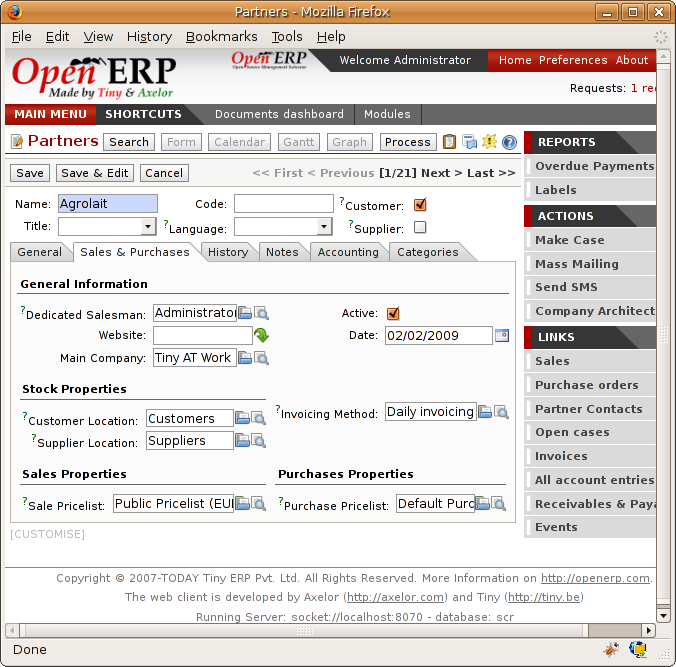 Partners - Mozilla Firefox
File Edit View History Bookmarks Tools Help
Open ERP
Made by Tiny & Axelor
Open ERP
Open Source Management Solution
Welcome Administrator
Home Preferences About
Requests: 1 re
MAIN MENU SHORTCUTS Documents dashboard Modules
Partners Search Form Calendar Gantt Graph Process
Save Save & Edit Cancel << First < Previous [1/21] Next > Last >>
Name: Agrolait Code: ?Customer:
Title: ?Language: ?Supplier:
General Sales & Purchases History Notes Accounting Categories
General Information
?Dedicated Salesman: Administrator Active:
Website: Date: 02/02/2009
Main Company: Tiny AT Work
Stock Properties
?Customer Location: Customers ?Invoicing Method: Daily invoicing
?Supplier Location: Suppliers
Sales Properties Purchases Properties
?Sale Pricelist: Public Pricelist (EU ?Purchase Pricelist: Default Purc
[CUSTOMISE]
REPORTS
Overdue Payments
Labels
ACTIONS
Make Case
Mass Mailing
Send SMS
Company Architect
LINKS
Sales
Purchase orders
Partner Contacts
Open cases
Invoices
All account entries
Receivables & Paya
Events
Copyright © 2007-TODAY Tiny ERP Pvt. Ltd. All Rights Reserved. More Information on http://openerp.com.
The web client is developed by Axelor (http://axelor.com) and Tiny (http://tiny.be)
Running Server: socket://localhost:8070 - database: scr
Done